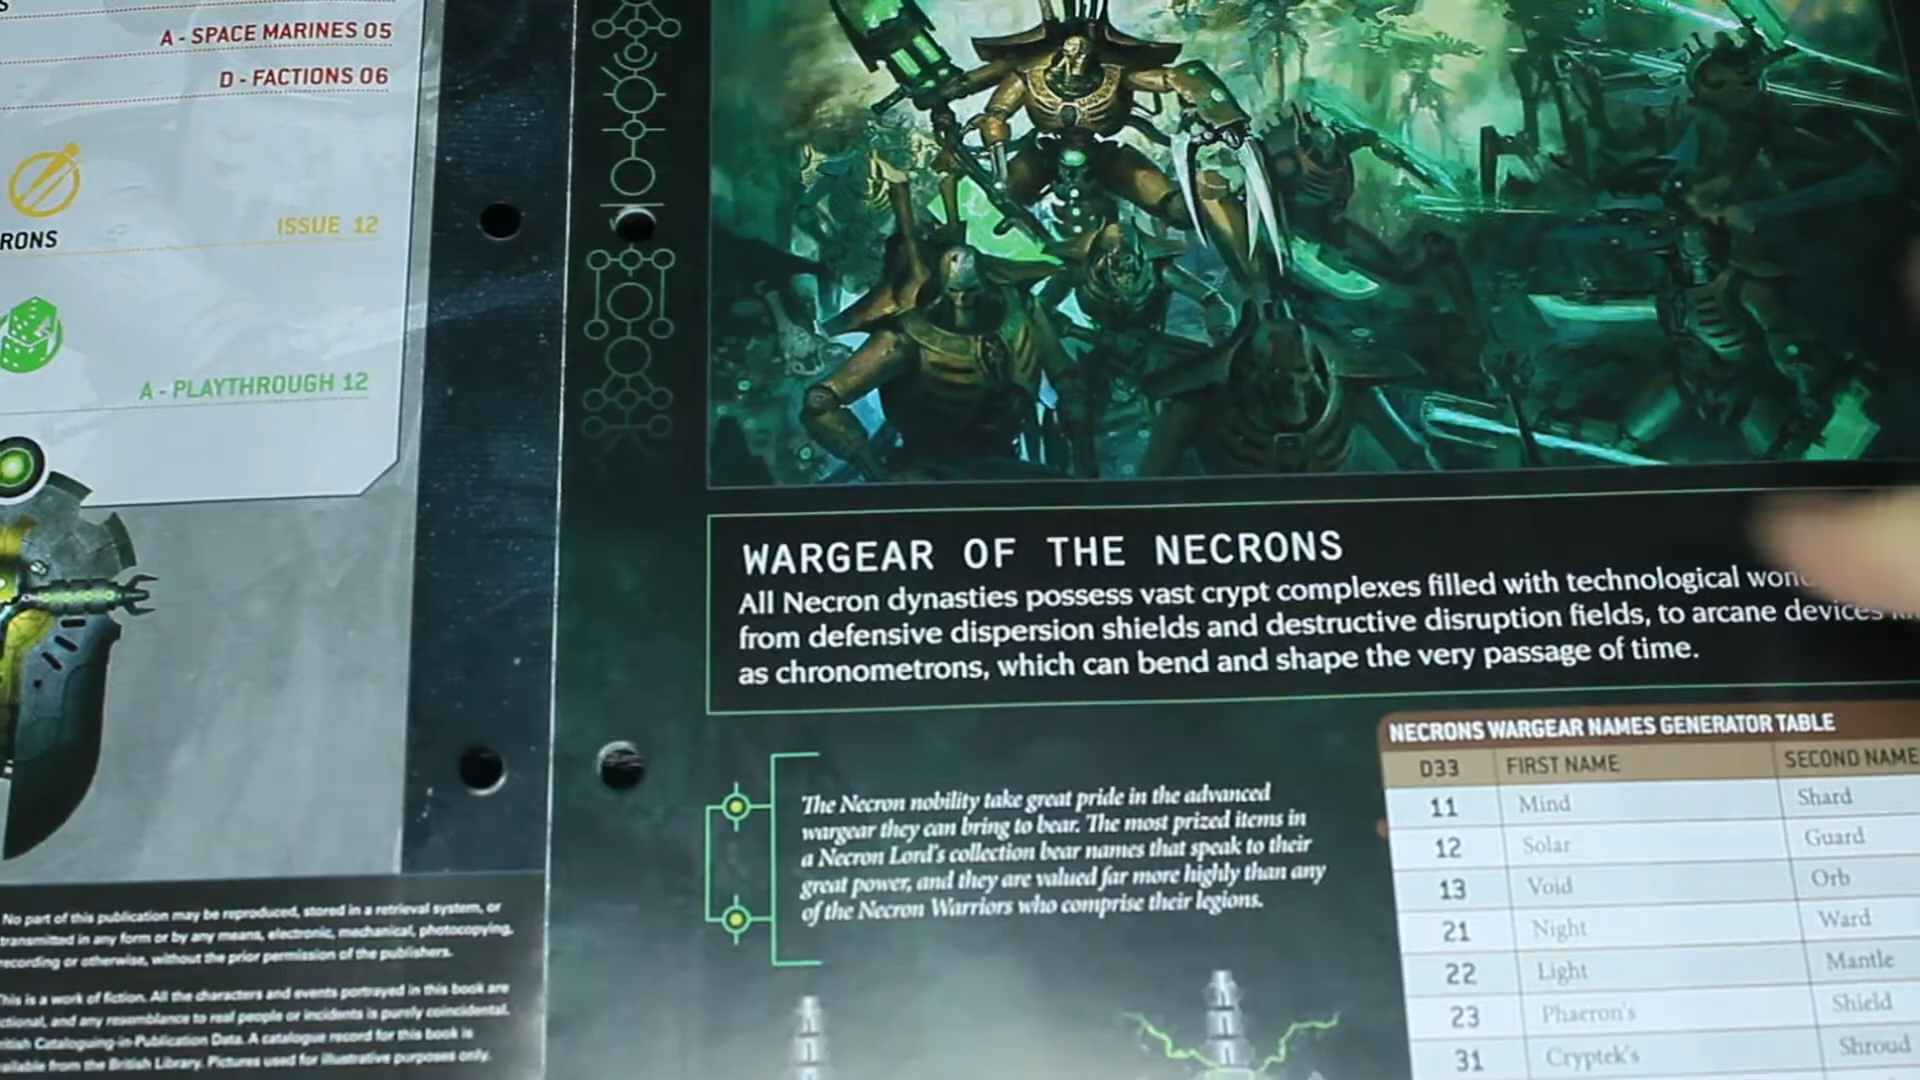 A - SPACE MARINES 05
D - FACTIONS 06
RONS
ISSUE 12
A - PLAYTHROUGH 12
No part of this publication may be reproduced, stored in a retrieval system, or
transmitted in any form or by any means, electronic, mechanical, photocopying,
recording or otherwise, without the prior permission of the publishers.
This is a work of fiction. All the characters and events portrayed in this book are
ctional, and any resemblance to real people or incidents is purely coincidental.
ritish Cataloguing-in-Publication Data. A catalogue record for this book is
ailable from the British Library. Pictures used for illustrative purposes only.
WARGEAR OF THE NECRONS
All Necron dynasties possess vast crypt complexes filled with technological won
from defensive dispersion shields and destructive disruption fields, to arcane devices
as chronometrons, which can bend and shape the very passage of time.
The Necron nobility take great pride in the advanced
wargear they can bring to bear. The most prized items in
a Necron Lord's collection bear names that speak to their
great power, and they are valued far more highly than any
of the Necron Warriors who comprise their legions.
NECRONS WARGEAR NAMES GENERATOR TABLE
D33 FIRST NAME SECOND NAME
11 Mind Shard
12 Solar Guard
13 Void Orb
21 Night Ward
22 Light Mantle
23 Phaeron's Shield
31 Cryptek's Shroud